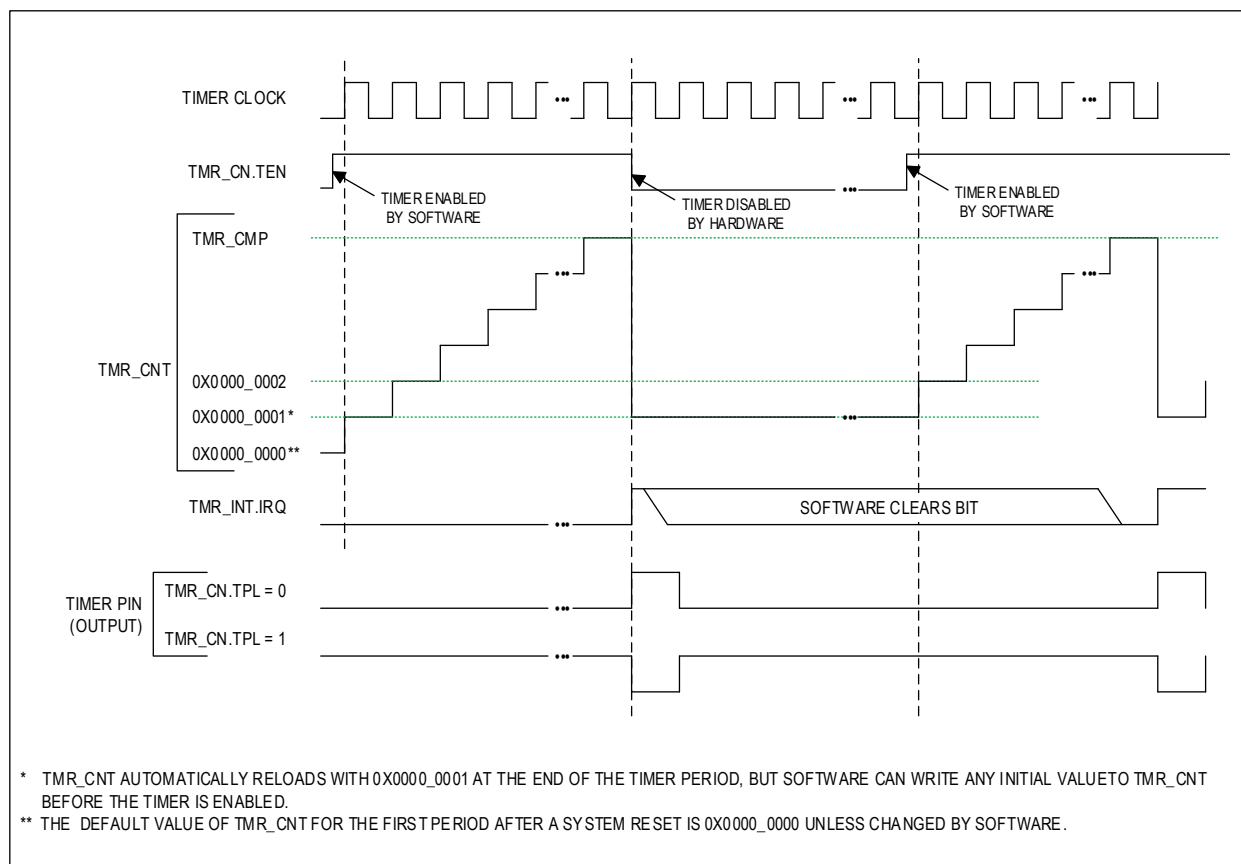 TIMER CLOCK
•••
•••
•••
TMR_CN.TEN
TIMER ENABLED
BY SOFTWARE
TIMER DISABLED
BY HARDWARE
•••
TIMER ENABLED
BY SOFTWARE
TMR_CMP
•••
•••
TMR_CNT
0X0000_0002
0X0000_0001*
•••
0X0000_0000**
TMR_INT.IRQ
•••
SOFTWARE CLEARS BIT
TIMER PIN
(OUTPUT)
TMR_CN.TPL = 0
•••
TMR_CN.TPL = 1
•••
* TMR_CNT AUTOMATICALLY RELOADS WITH 0X0000_0001 AT THE END OF THE TIMER PERIOD, BUT SOFTWARE CAN WRITE ANY INITIAL VALUE TO TMR_CNT
BEFORE THE TIMER IS ENABLED.
** THE DEFAULT VALUE OF TMR_CNT FOR THE FIRST PERIOD AFTER A SYSTEM RESET IS 0X0000_0000 UNLESS CHANGED BY SOFTWARE.